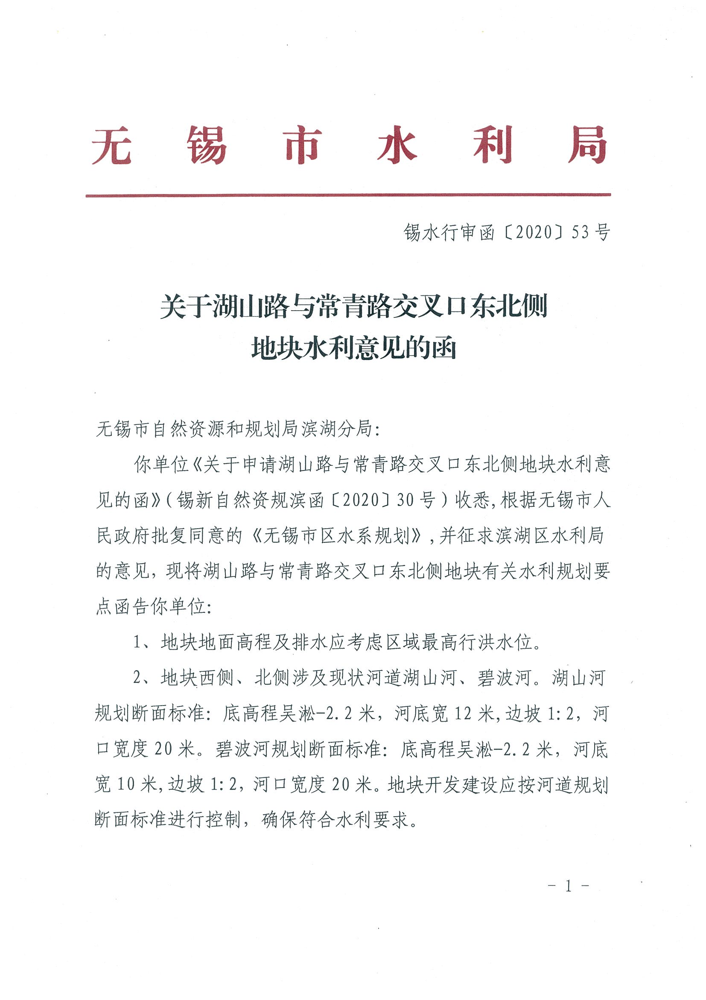 无锡市水利局
锡水行审函〔2020〕53号
关于湖山路与常青路交叉口东北侧
地块水利意见的函
无锡市自然资源和规划局滨湖分局：
你单位《关于申请湖山路与常青路交叉口东北侧地块水利意
见的函》（锡新自然资规滨函〔2020〕30号）收悉,根据无锡市人
民政府批复同意的《无锡市区水系规划》,并征求滨湖区水利局
的意见，现将湖山路与常青路交叉口东北侧地块有关水利规划要
点函告你单位：
1、地块地面高程及排水应考虑区域最高行洪水位。
2、地块西侧、北侧涉及现状河道湖山河、碧波河。湖山河
规划断面标准：底高程吴淞-2.2米，河底宽12米,边坡1:2，河
口宽度20米。碧波河规划断面标准：底高程吴淞-2.2米，河底
宽10米,边坡1:2，河口宽度20米。地块开发建设应按河道规划
断面标准进行控制，确保符合水利要求。
- 1 -